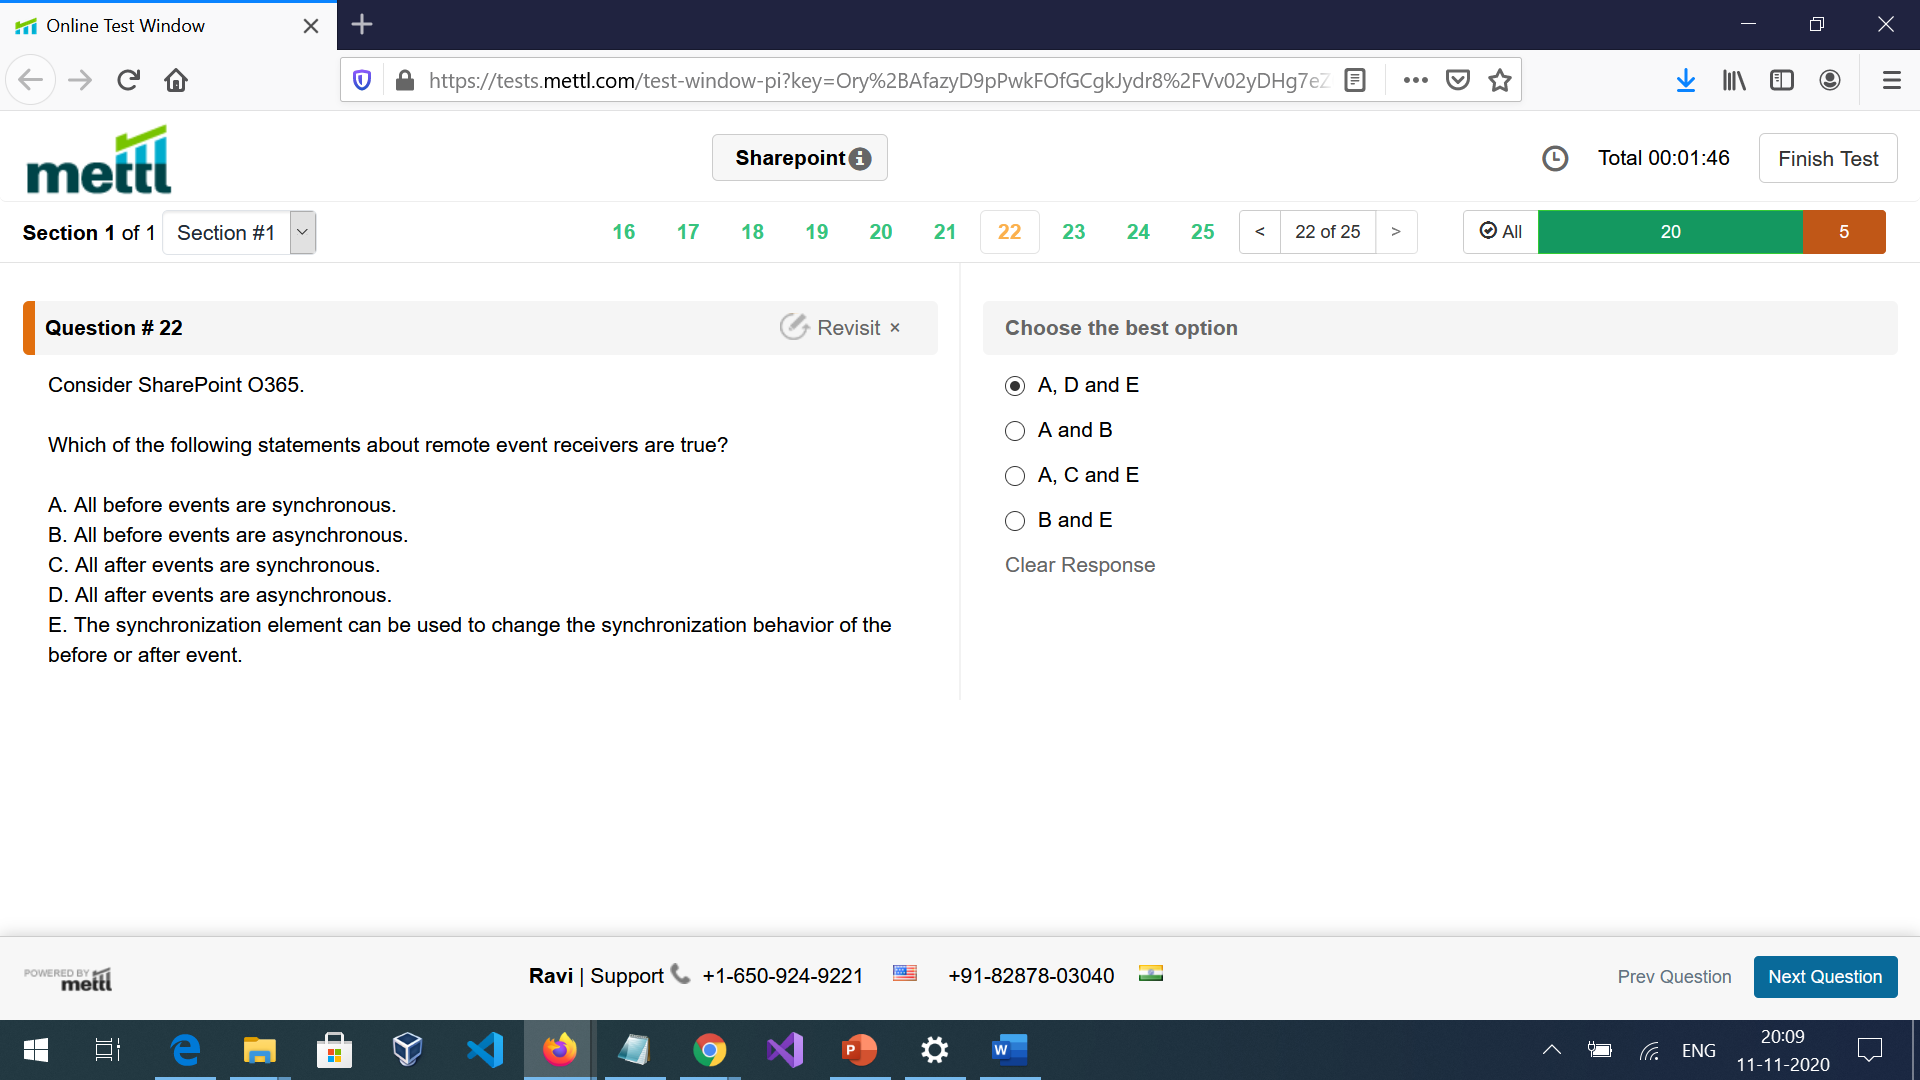 Online Test Window
https://tests.mettl.com/test-window-pi?key=Ory%2BAfazyD9pPwkFOfGCgkJydr8%2FVv02yDHg7eZ
mettl
Sharepoint
Total 00:01:46
Finish Test
Section 1 of 1
Section #1
16 17 18 19 20 21 22 23 24 25
< 22 of 25 >
All 20 5
Question # 22
Revisit ×
Choose the best option
Consider SharePoint O365.
Which of the following statements about remote event receivers are true?
A. All before events are synchronous.
B. All before events are asynchronous.
C. All after events are synchronous.
D. All after events are asynchronous.
E. The synchronization element can be used to change the synchronization behavior of the
before or after event.
A, D and E
A and B
A, C and E
B and E
Clear Response
POWERED BY
mettl
Ravi | Support +1-650-924-9221 +91-82878-03040
Prev Question
Next Question
ENG
20:09
11-11-2020